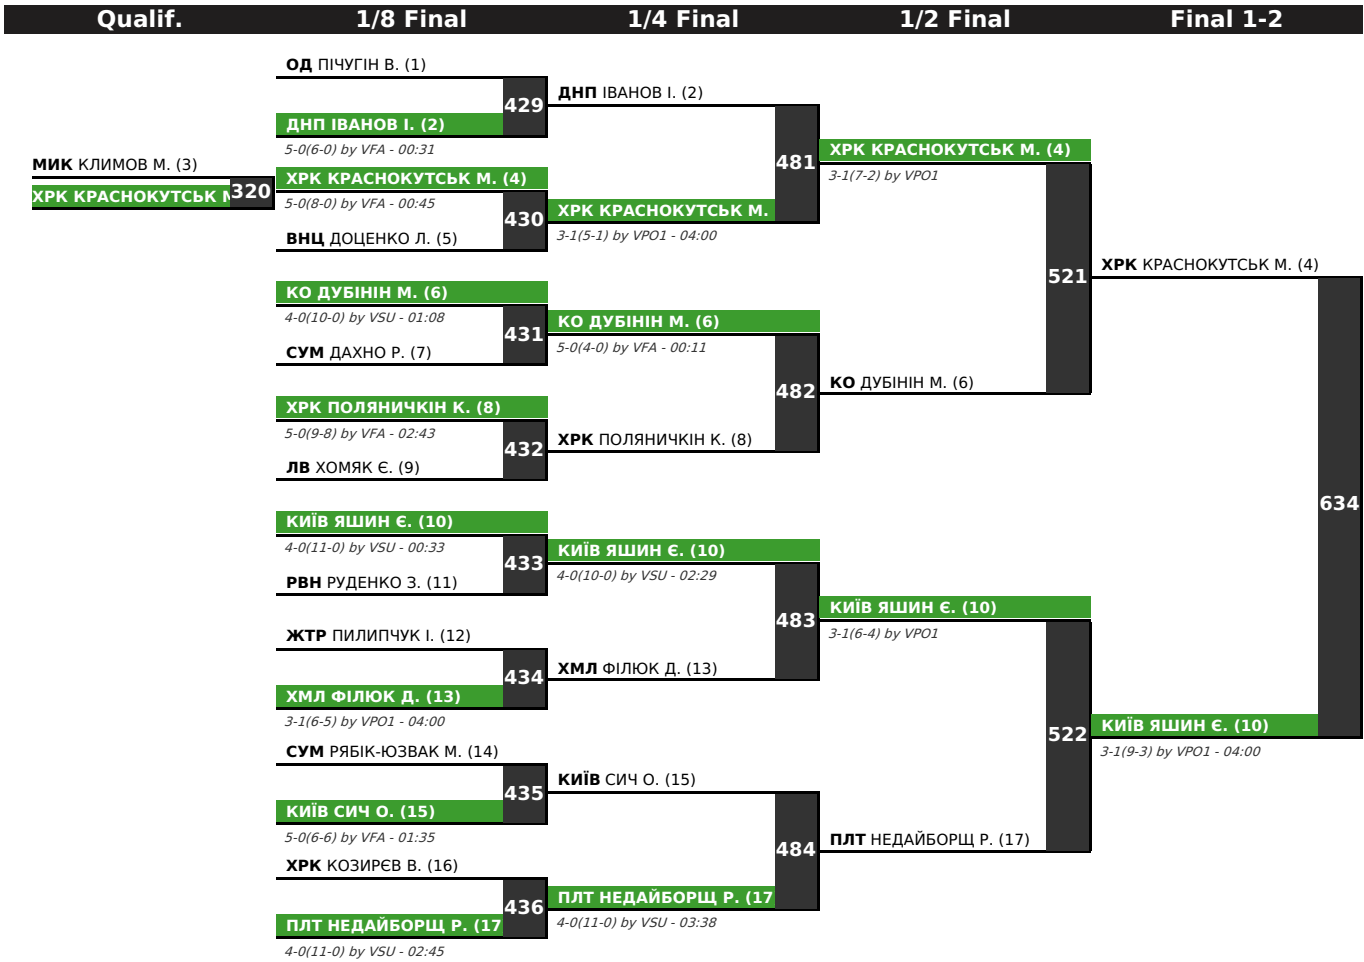 Qualif. 1/8 Final 1/4 Final 1/2 Final Final 1-2
МИК КЛИМОВ М. (3)
ХРК КРАСНОКУТСЬК М
320
ОД ПІЧУГІН В. (1)
429
ДНП ІВАНОВ І. (2)
5-0(6-0) by VFA - 00:31
ХРК КРАСНОКУТСЬК М. (4)
5-0(8-0) by VFA - 00:45
430
ВНЦ ДОЦЕНКО Л. (5)
КО ДУБІНІН М. (6)
4-0(10-0) by VSU - 01:08
431
СУМ ДАХНО Р. (7)
ХРК ПОЛЯНИЧКІН К. (8)
5-0(9-8) by VFA - 02:43
432
ЛВ ХОМЯК Є. (9)
КИЇВ ЯШИН Є. (10)
4-0(11-0) by VSU - 00:33
433
РВН РУДЕНКО З. (11)
ЖТР ПИЛИПЧУК І. (12)
434
ХМЛ ФІЛЮК Д. (13)
3-1(6-5) by VPO1 - 04:00
СУМ РЯБІК-ЮЗВАК М. (14)
435
КИЇВ СИЧ О. (15)
5-0(6-6) by VFA - 01:35
ХРК КОЗИРЄВ В. (16)
436
ПЛТ НЕДАЙБОРЩ Р. (17
4-0(11-0) by VSU - 02:45
ДНП ІВАНОВ І. (2)
481
ХРК КРАСНОКУТСЬК М.
3-1(5-1) by VPO1 - 04:00
КО ДУБІНІН М. (6)
5-0(4-0) by VFA - 00:11
482
ХРК ПОЛЯНИЧКІН К. (8)
КИЇВ ЯШИН Є. (10)
4-0(10-0) by VSU - 02:29
483
ХМЛ ФІЛЮК Д. (13)
КИЇВ СИЧ О. (15)
484
ПЛТ НЕДАЙБОРЩ Р. (17
4-0(11-0) by VSU - 03:38
ХРК КРАСНОКУТСЬК М. (4)
3-1(7-2) by VPO1
521
КО ДУБІНІН М. (6)
КИЇВ ЯШИН Є. (10)
3-1(6-4) by VPO1
522
ПЛТ НЕДАЙБОРЩ Р. (17)
ХРК КРАСНОКУТСЬК М. (4)
634
КИЇВ ЯШИН Є. (10)
3-1(9-3) by VPO1 - 04:00